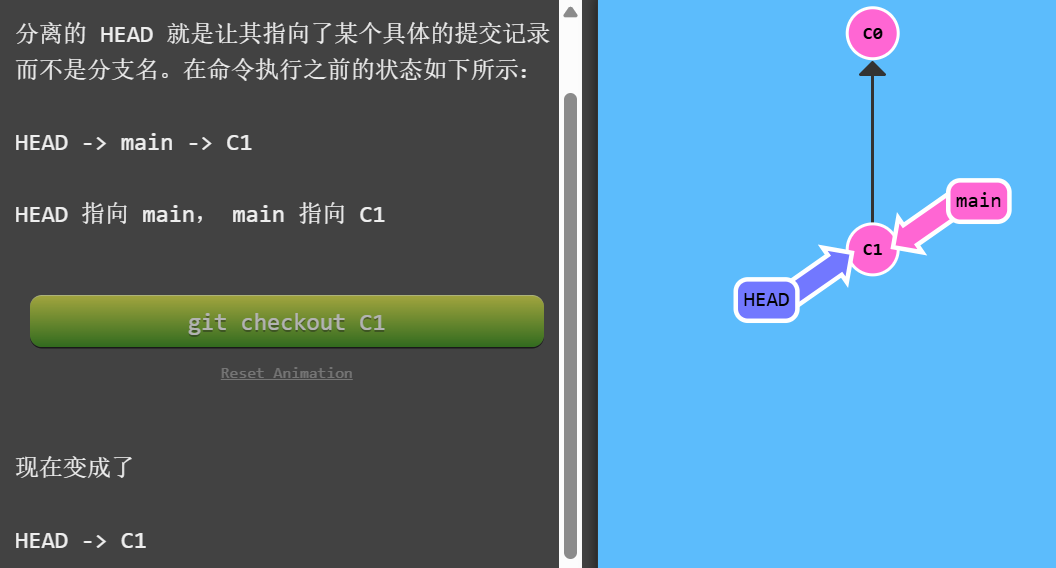 分离的 HEAD 就是让其指向了某个具体的提交记录
而不是分支名。在命令执行之前的状态如下所示：
HEAD -> main -> C1
HEAD 指向 main， main 指向 C1
git checkout C1
Reset Animation
现在变成了
HEAD -> C1
C0
main
C1
HEAD